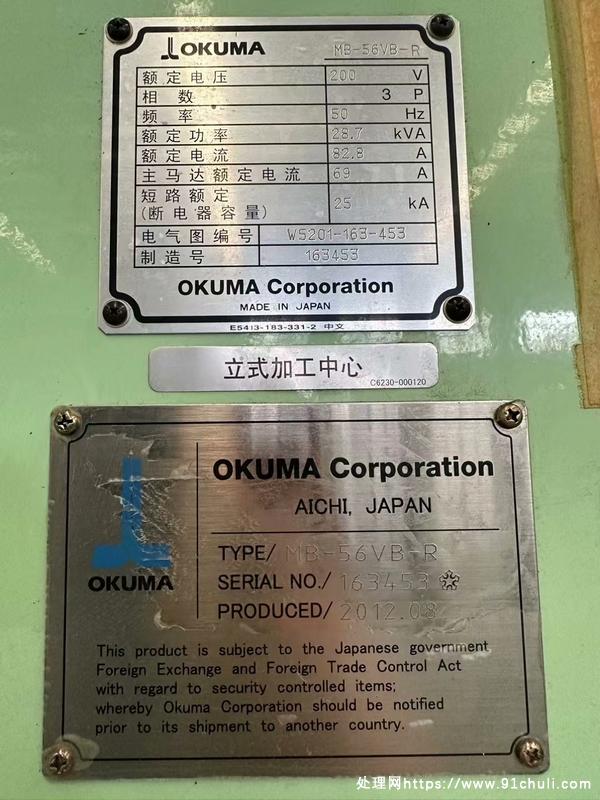 OKUMA MB-56VB-R
额定电压 200 V
相数 3 P
频率 50 Hz
额定功率 28.7 kVA
额定电流 82.8 A
主马达额定电流 69 A
短路额定
(断电器容量) 25 kA
电气图编号 W5201-163-453
制造号 163453
OKUMA Corporation
MADE IN JAPAN
E5413-183-331-2 中文
立式加工中心
C6230-000120
OKUMA Corporation
AICHI, JAPAN
OKUMA
TYPE/ MB-56VB-R
SERIAL NO./ 163453
PRODUCED/ 2012.08
This product is subject to the Japanese government
Foreign Exchange and Foreign Trade Control Act
with regard to security controlled items;
whereby Okuma Corporation should be notified
prior to its shipment to another country.
处理网https://www.91chuli.com/